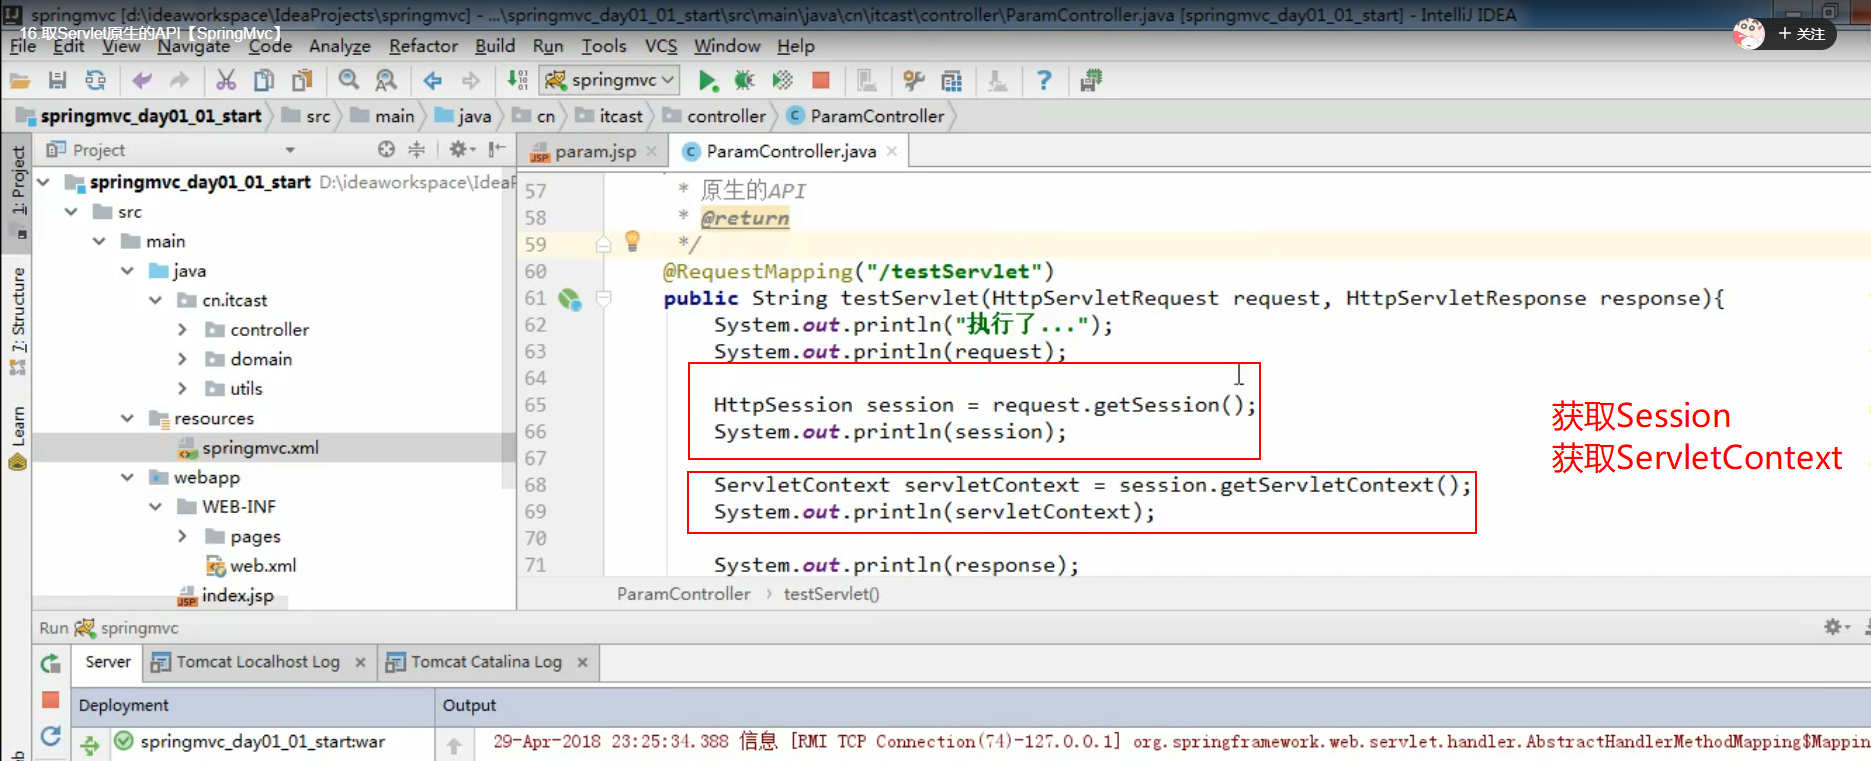 springmvc [d:\ideaworkspace\IdeaProjects\springmvc] - ...\springmvc_day01_01_start\src\main\java\cn\itcast\controller\ParamController.java [springmvc_day01_01_start] - IntelliJ IDEA
16.取Servlet原生的API【SpringMvc】
+ 关注
File Edit View Navigate Code Analyze Refactor Build Run Tools VCS Window Help
springmvc
springmvc_day01_01_start src main java cn itcast controller ParamController
Project
param.jsp
ParamController.java
1: Project
7: Structure
Learn
springmvc_day01_01_start D:\ideaworkspace\IdeaP
src
main
java
cn.itcast
controller
domain
utils
resources
springmvc.xml
webapp
WEB-INF
pages
web.xml
index.jsp
57 * 原生的API
58 * @return
59 */
60 @RequestMapping("/testServlet")
61 public String testServlet(HttpServletRequest request, HttpServletResponse response){
62 System.out.println("执行了...");
63 System.out.println(request);
64
65 HttpSession session = request.getSession();
66 System.out.println(session);
67
68 ServletContext servletContext = session.getServletContext();
69 System.out.println(servletContext);
70
71 System.out.println(response);
获取Session
获取ServletContext
ParamController › testServlet()
Run springmvc
Server Tomcat Localhost Log Tomcat Catalina Log
Deployment Output
springmvc_day01_01_start:war
29-Apr-2018 23:25:34.388 信息 [RMI TCP Connection(74)-127.0.0.1] org.springframework.web.servlet.handler.AbstractHandlerMethodMapping$Mappin